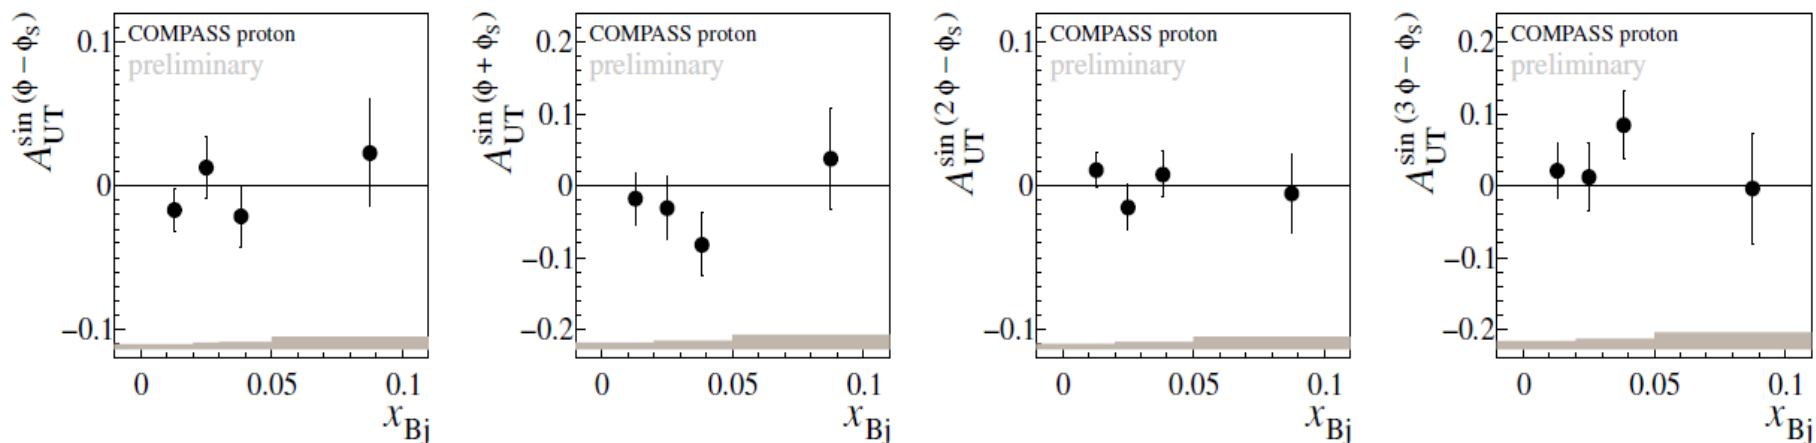 A_UT^sin (ϕ − ϕ_S)
0.1
0
−0.1
COMPASS proton
preliminary
0 0.05 0.1
x_Bj
A_UT^sin (ϕ + ϕ_S)
0.2
0.1
0
−0.1
−0.2
COMPASS proton
preliminary
0 0.05 0.1
x_Bj
A_UT^sin (2 ϕ − ϕ_S)
0.1
0
−0.1
COMPASS proton
preliminary
0 0.05 0.1
x_Bj
A_UT^sin (3 ϕ − ϕ_S)
0.2
0.1
0
−0.1
−0.2
COMPASS proton
preliminary
0 0.05 0.1
x_Bj